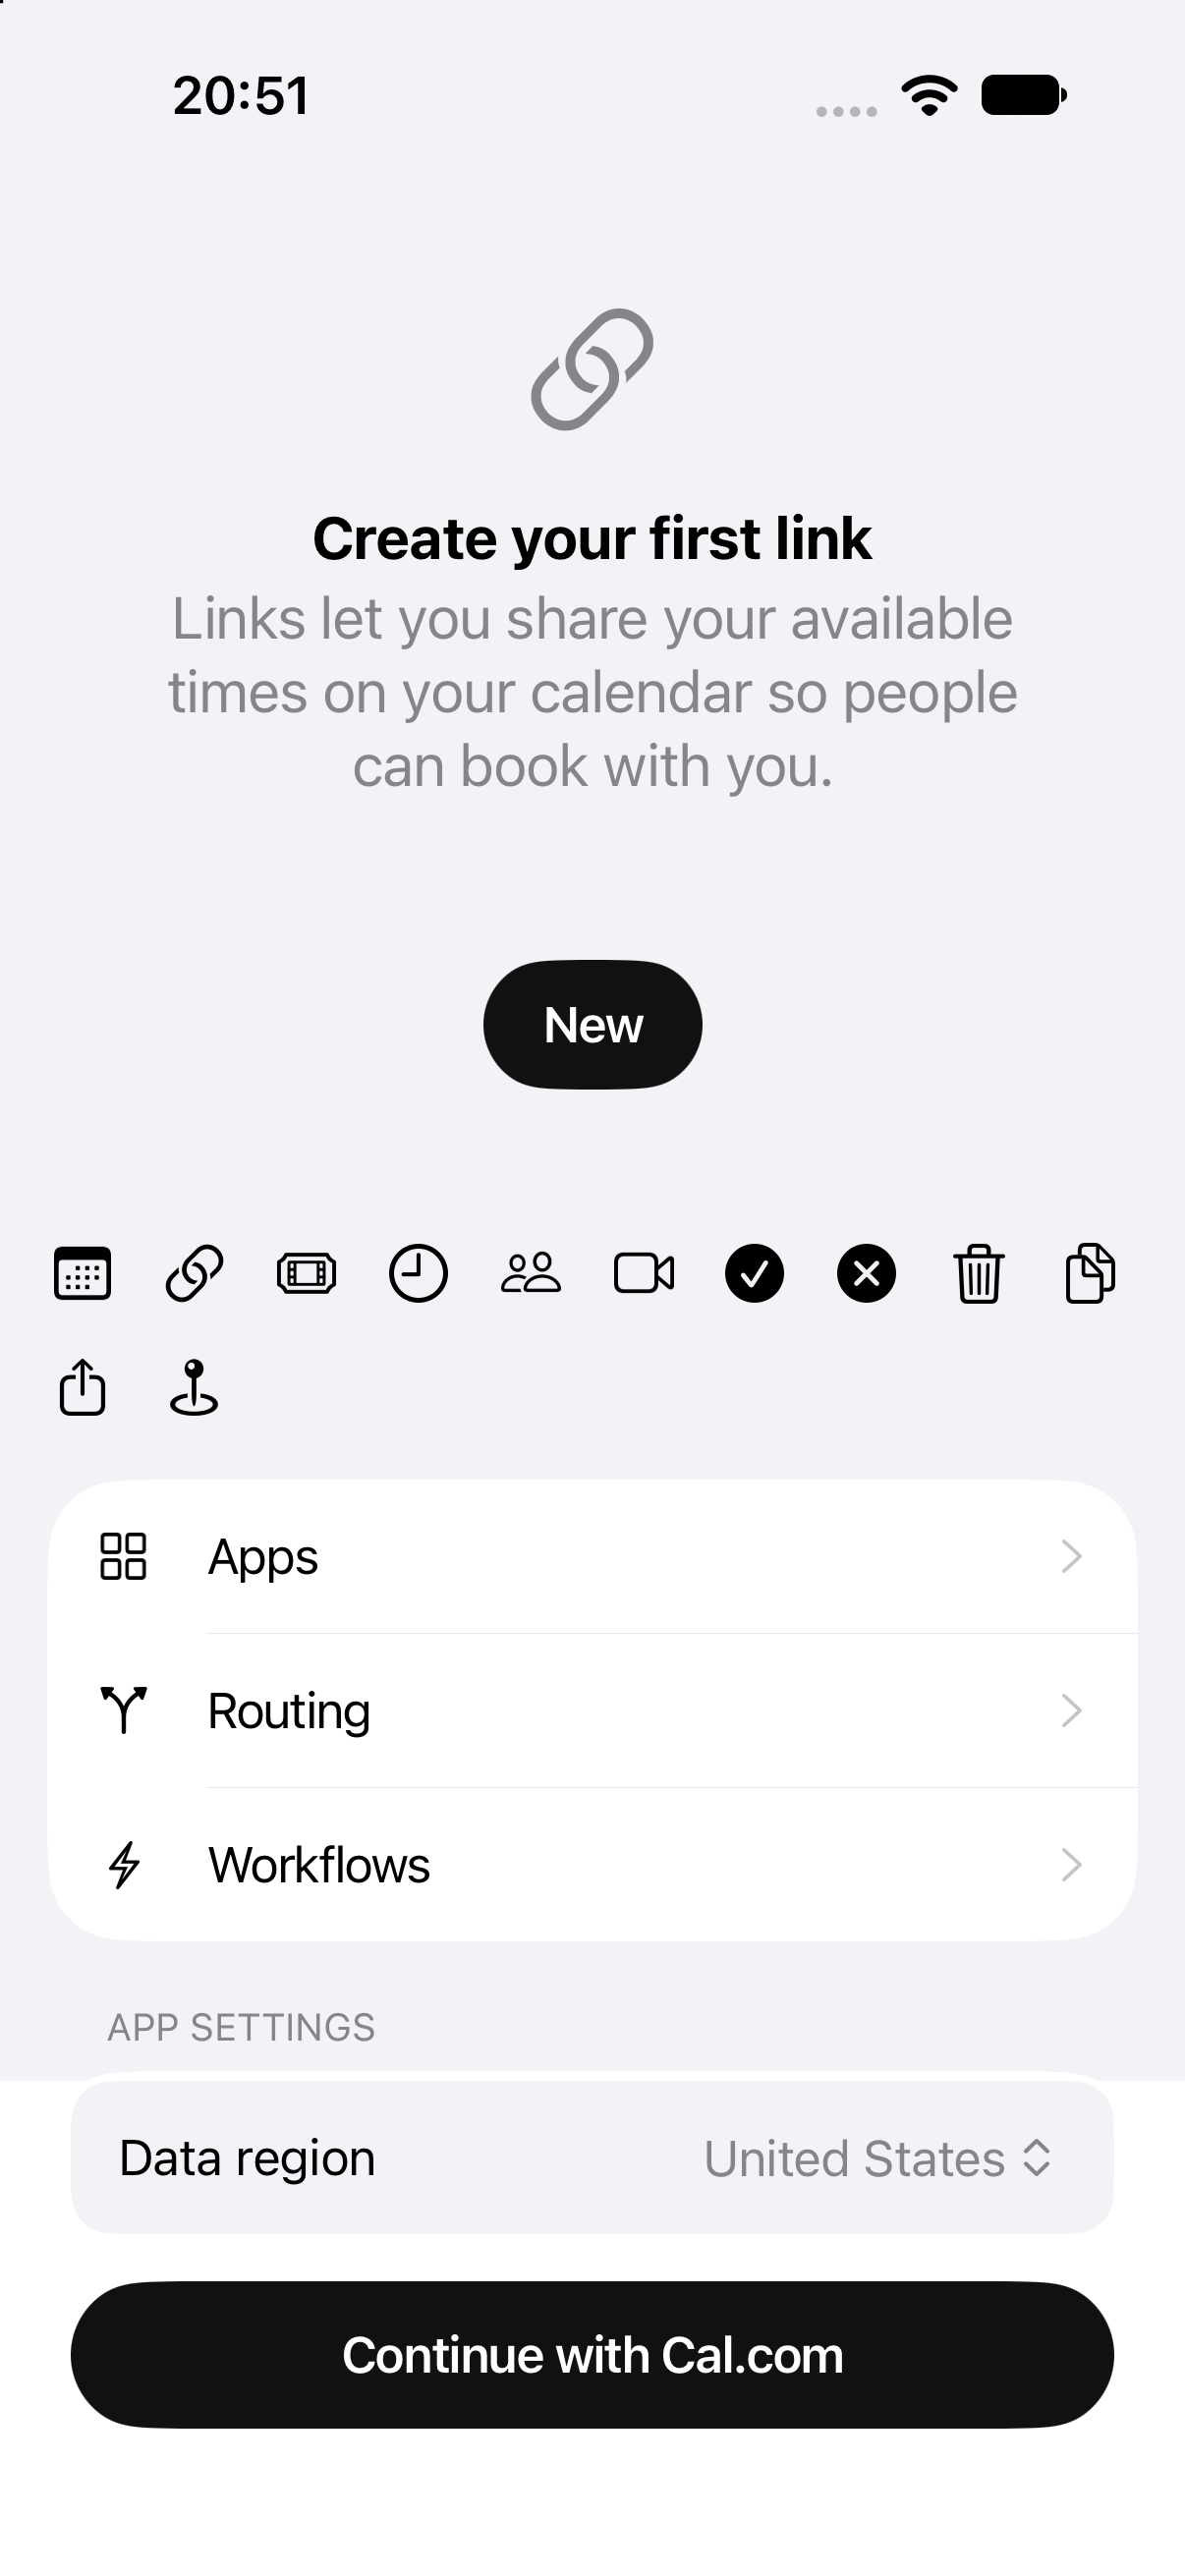 20:51
Create your first link
Links let you share your available
times on your calendar so people
can book with you.
New
Apps
Routing
Workflows
APP SETTINGS
Data region United States
Continue with Cal.com